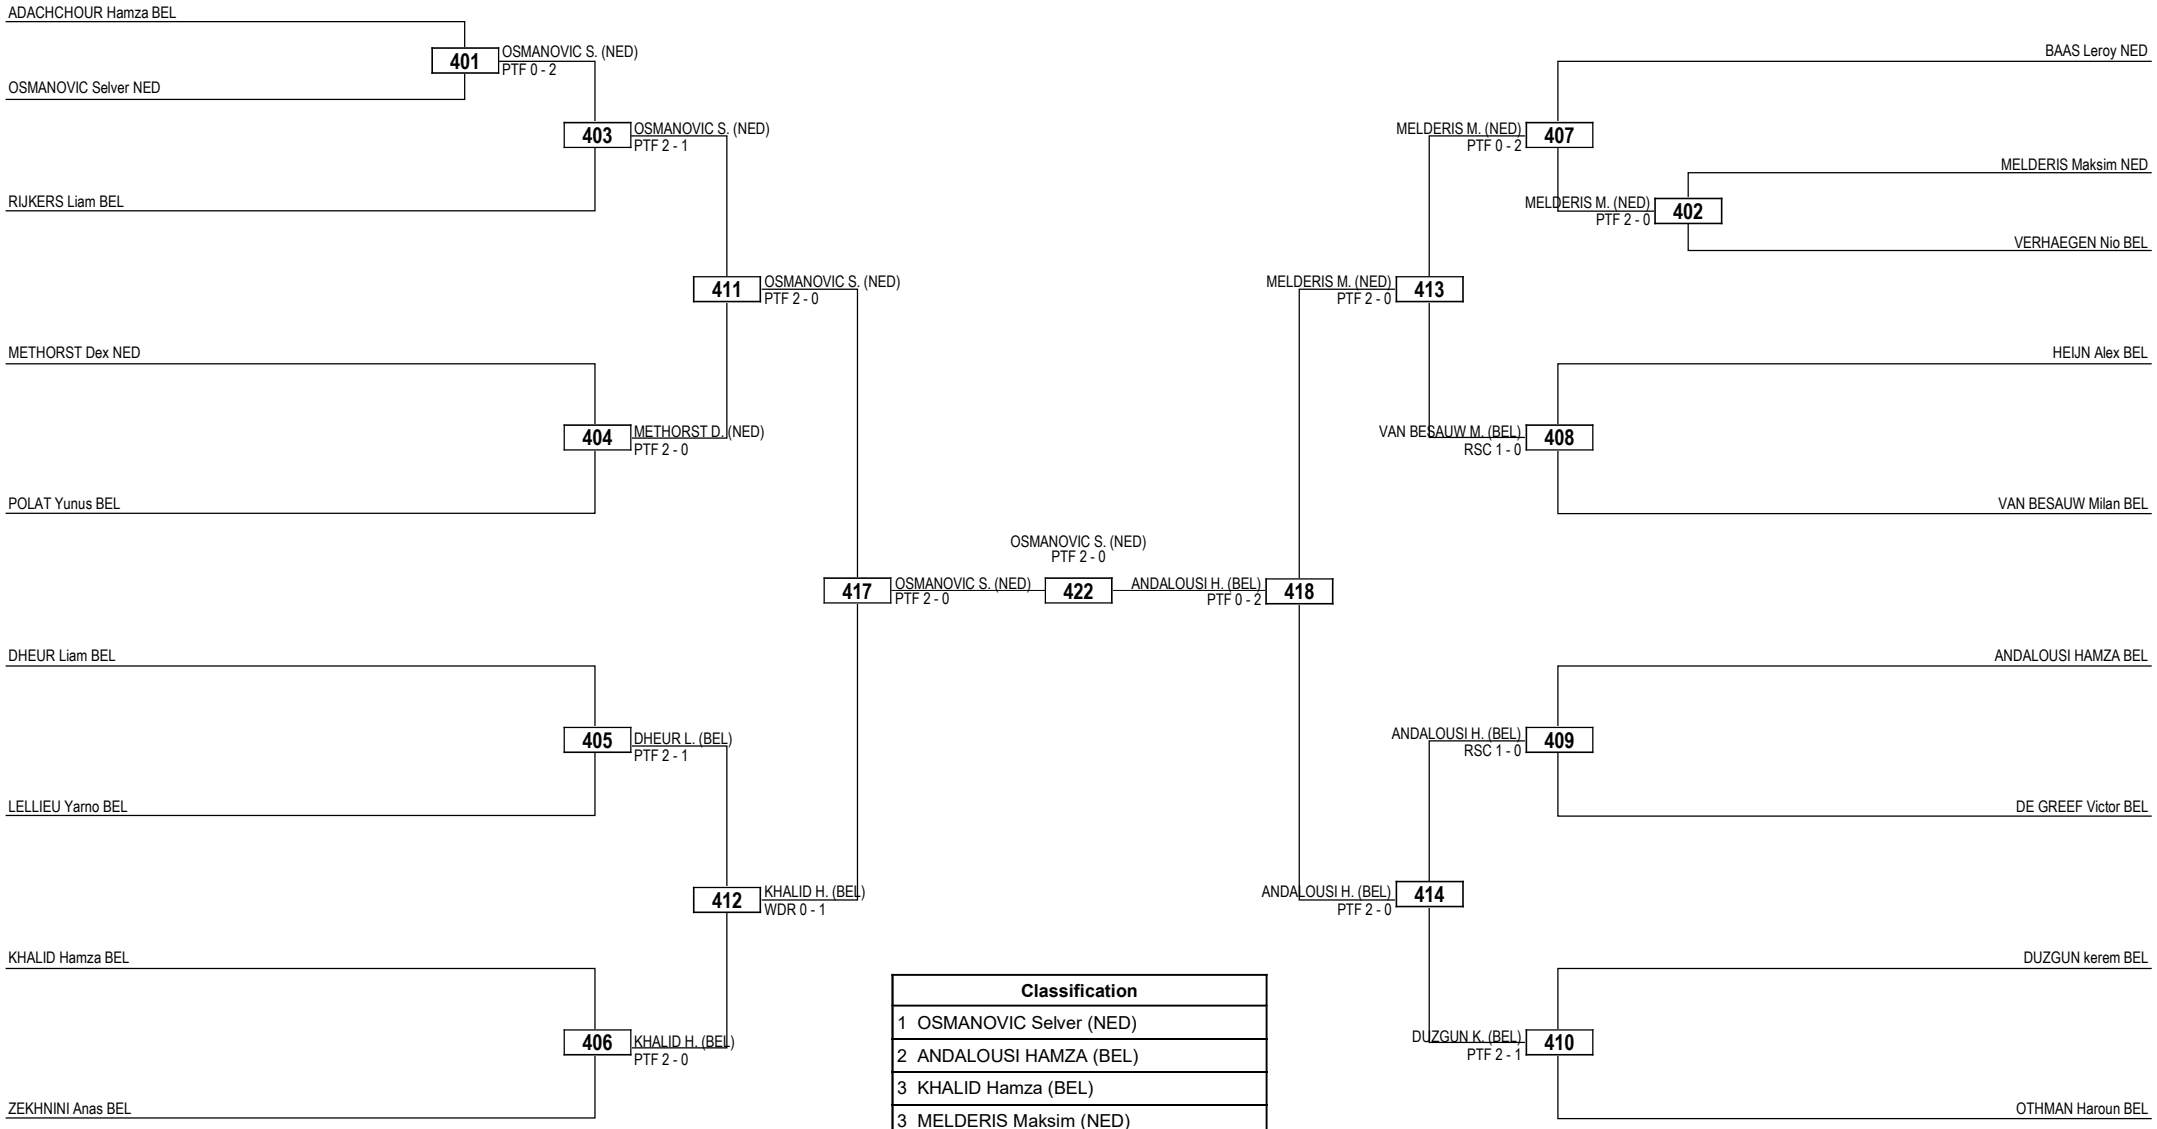 ADACHCHOUR Hamza BEL
401
OSMANOVIC S. (NED)
PTF 0 - 2
OSMANOVIC Selver NED
403
OSMANOVIC S. (NED)
PTF 2 - 1
RIJKERS Liam BEL
411
OSMANOVIC S. (NED)
PTF 2 - 0
METHORST Dex NED
404
METHORST D. (NED)
PTF 2 - 0
POLAT Yunus BEL
417
OSMANOVIC S. (NED)
PTF 2 - 0
DHEUR Liam BEL
405
DHEUR L. (BEL)
PTF 2 - 1
LELLIEU Yarno BEL
412
KHALID H. (BEL)
WDR 0 - 1
KHALID Hamza BEL
406
KHALID H. (BEL)
PTF 2 - 0
ZEKHNINI Anas BEL
OSMANOVIC S. (NED)
PTF 2 - 0
422
BAAS Leroy NED
MELDERIS M. (NED)
PTF 0 - 2
407
MELDERIS Maksim NED
MELDERIS M. (NED)
PTF 2 - 0
402
VERHAEGEN Nio BEL
MELDERIS M. (NED)
PTF 2 - 0
413
HEIJN Alex BEL
VAN BESAUW M. (BEL)
RSC 1 - 0
408
VAN BESAUW Milan BEL
ANDALOUSI H. (BEL)
PTF 0 - 2
418
ANDALOUSI HAMZA BEL
ANDALOUSI H. (BEL)
RSC 1 - 0
409
DE GREEF Victor BEL
ANDALOUSI H. (BEL)
PTF 2 - 0
414
DUZGUN kerem BEL
DUZGUN K. (BEL)
PTF 2 - 1
410
OTHMAN Haroun BEL
Classification
1 OSMANOVIC Selver (NED)
2 ANDALOUSI HAMZA (BEL)
3 KHALID Hamza (BEL)
3 MELDERIS Maksim (NED)